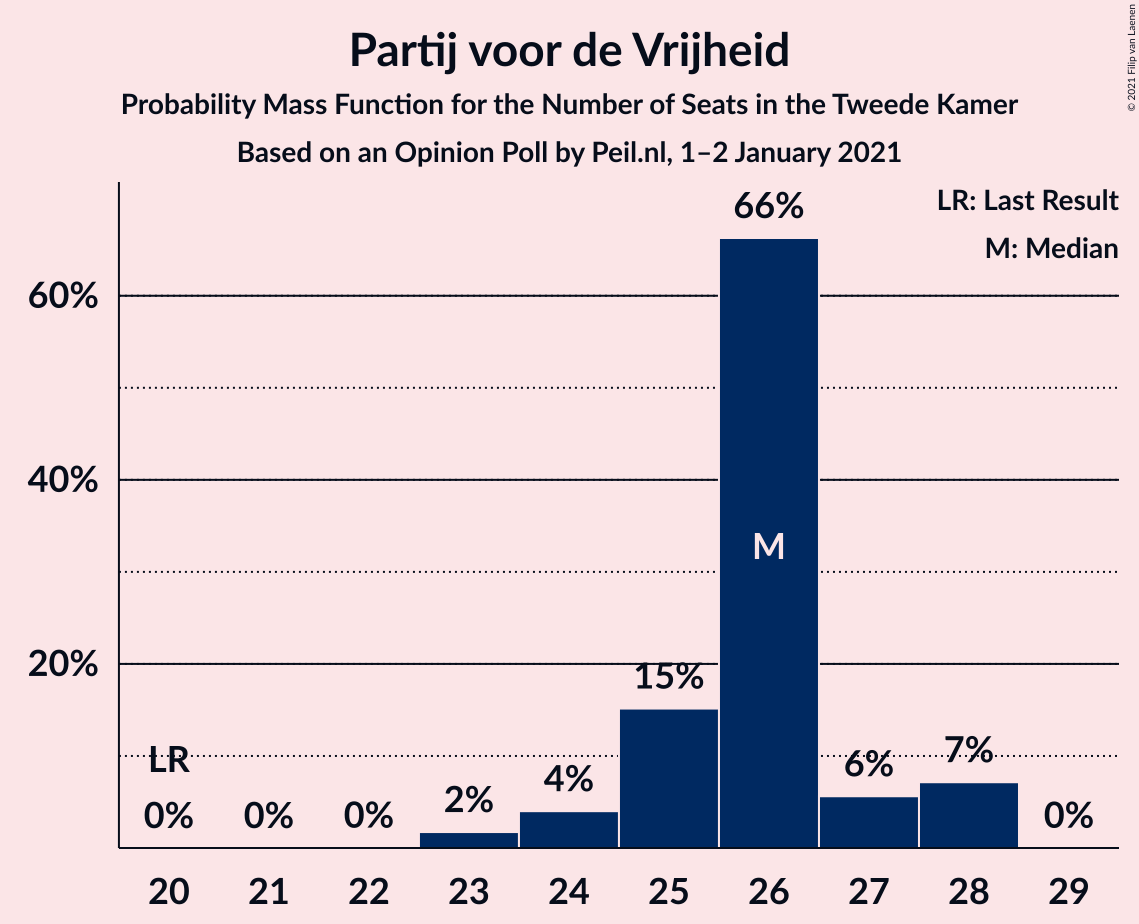 Partij voor de Vrijheid
Probability Mass Function for the Number of Seats in the Tweede Kamer
Based on an Opinion Poll by Peil.nl, 1–2 January 2021
© 2021 Filip van Laenen
LR: Last Result
M: Median
60%
40%
20%
LR
0%
0%
0%
2%
4%
15%
66%
M
6%
7%
0%
20 21 22 23 24 25 26 27 28 29